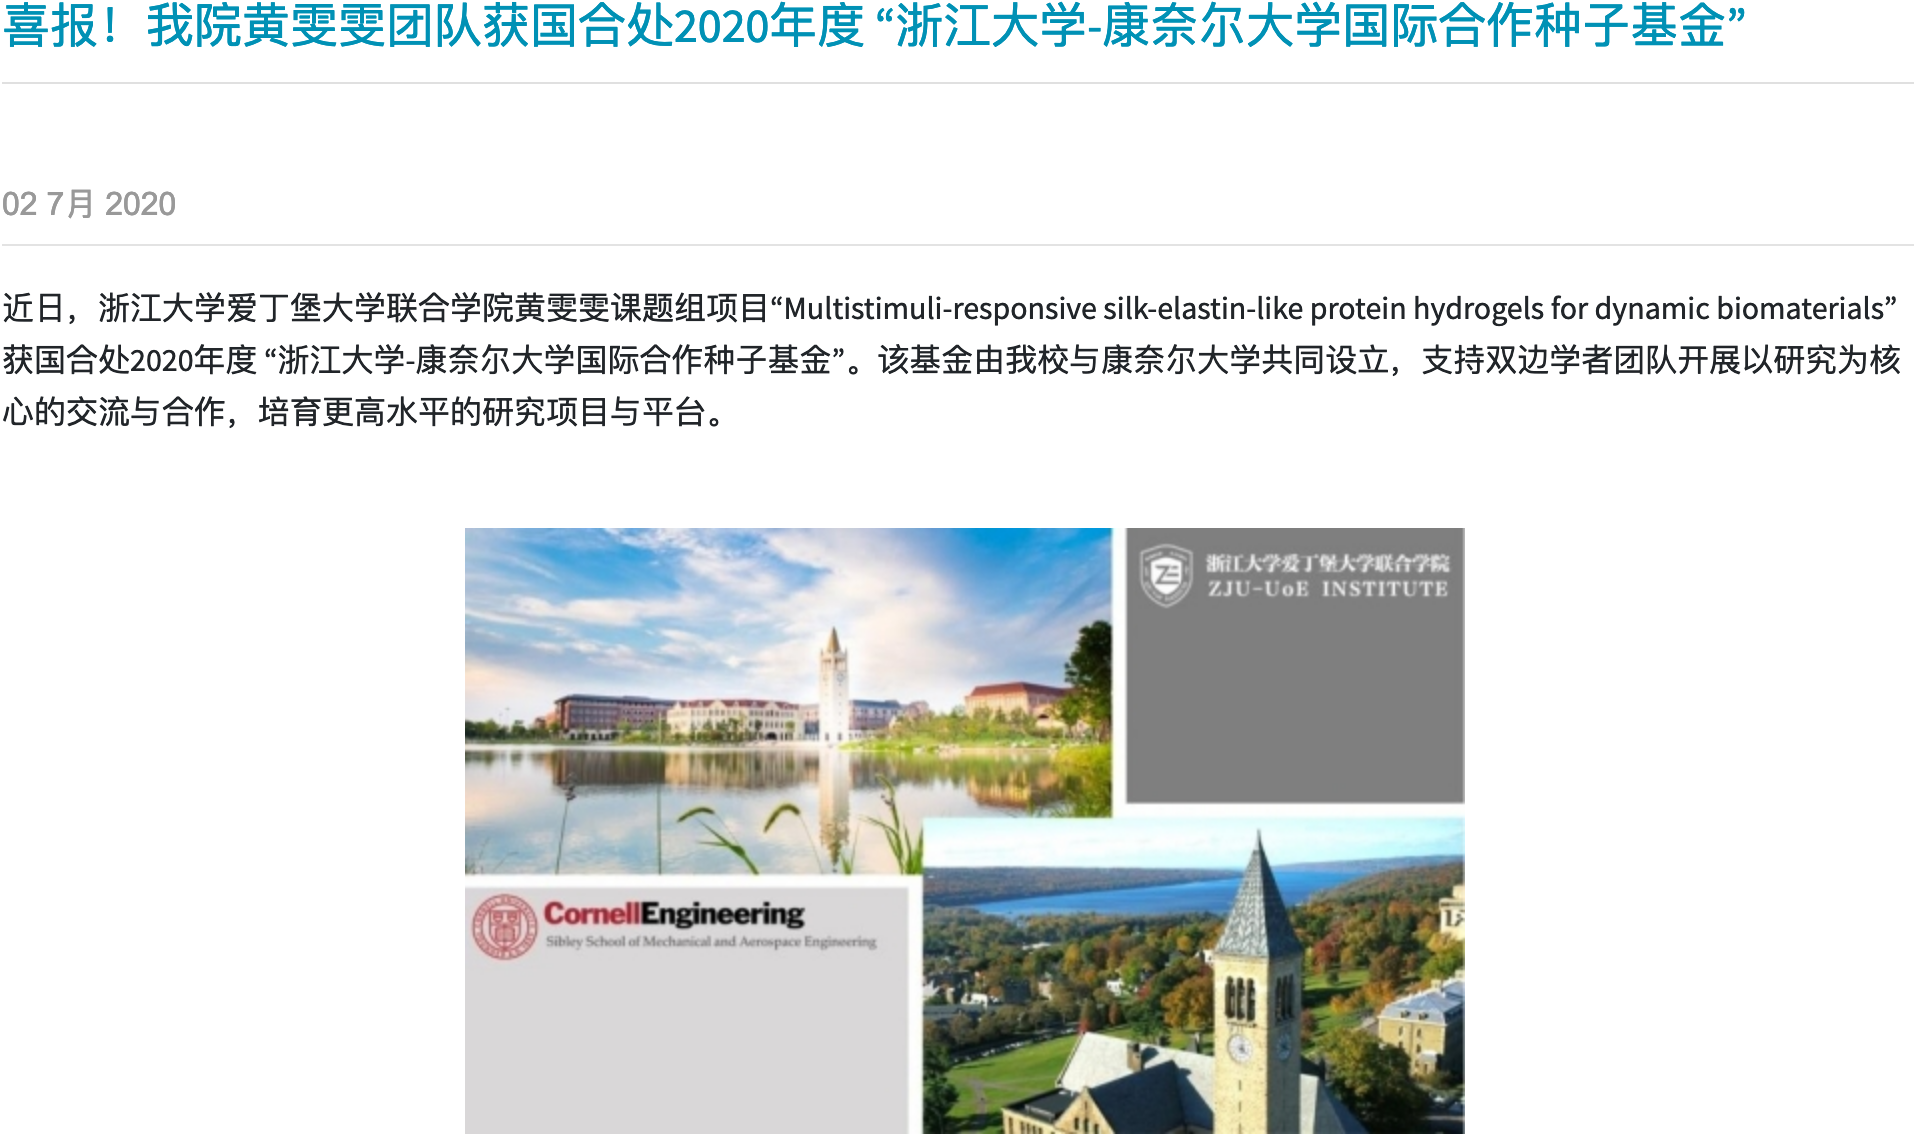 喜报！我院黄雯雯团队获国合处2020年度 “浙江大学-康奈尔大学国际合作种子基金”
02 7月 2020
近日，浙江大学爱丁堡大学联合学院黄雯雯课题组项目“Multistimuli-responsive silk-elastin-like protein hydrogels for dynamic biomaterials”
获国合处2020年度 “浙江大学-康奈尔大学国际合作种子基金”。该基金由我校与康奈尔大学共同设立，支持双边学者团队开展以研究为核
心的交流与合作，培育更高水平的研究项目与平台。
浙江大学爱丁堡大学联合学院
ZJU-UoE INSTITUTE
CornellEngineering
Sibley School of Mechanical and Aerospace Engineering